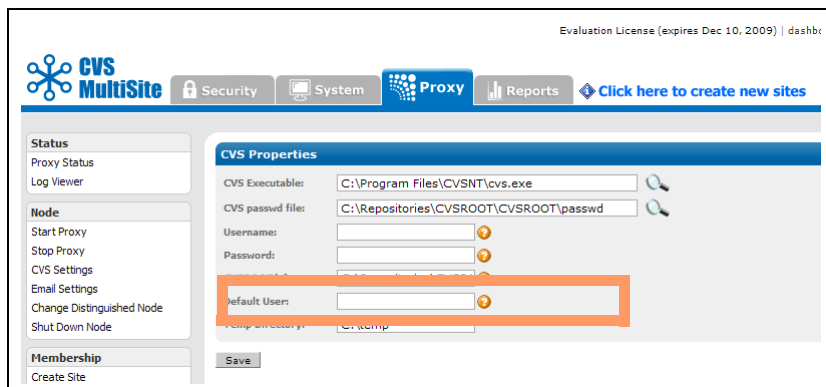 Evaluation License (expires Dec 10, 2009) |
CVS
MultiSite
Security
System
Proxy
Reports
Click here to create new sites
Status
Proxy Status
Log Viewer
Node
Start Proxy
Stop Proxy
CVS Settings
Email Settings
Change Distinguished Node
Shut Down Node
Membership
Create Site
CVS Properties
CVS Executable: C:\Program Files\CVSNT\cvs.exe
CVS passwd file: C:\Repositories\CVSROOT\CVSROOT\passwd
Username:
Password:
Default User:
Temp Directory: C:\temp
Save